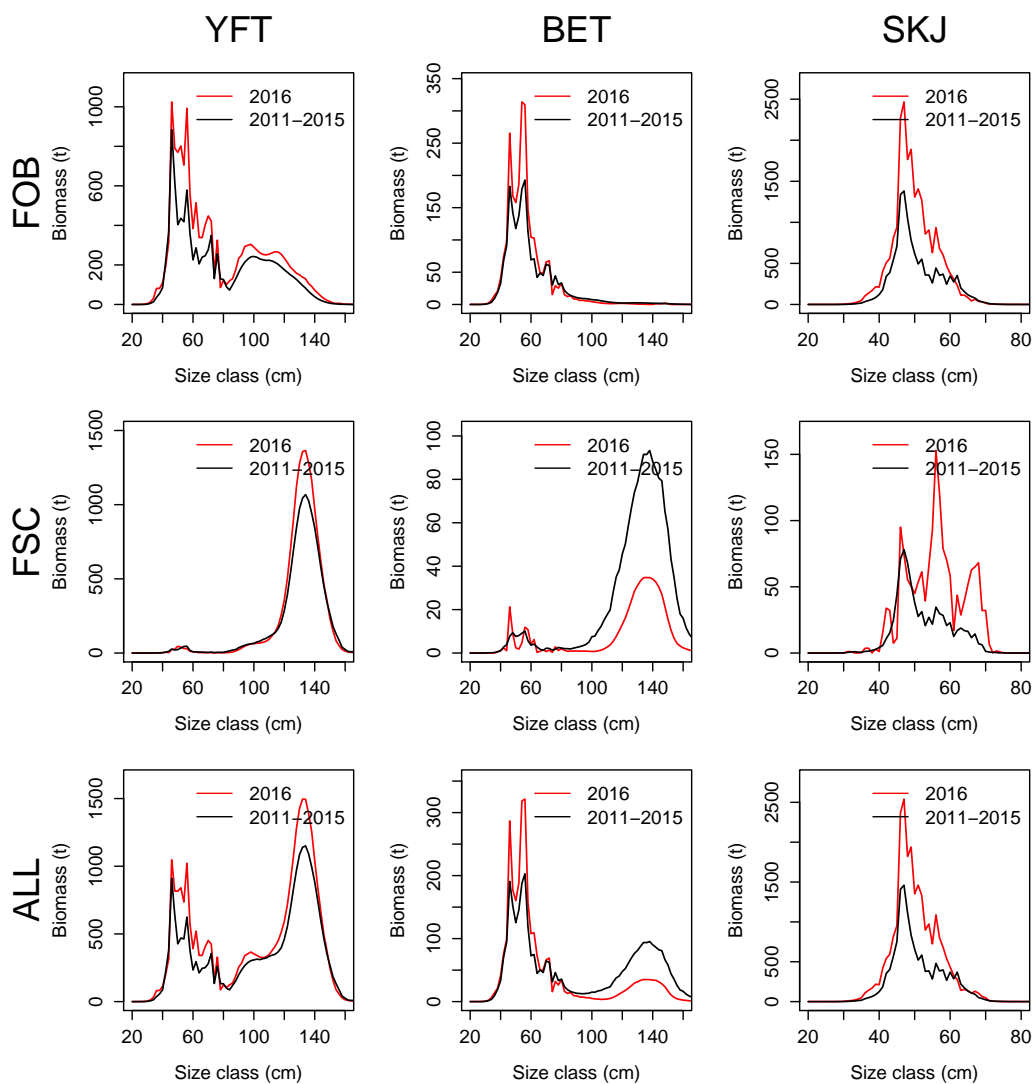 YFT BET SKJ
FOB
Biomass (t)
0 200 600 1000
2016
2011−2015
20 60 100 140
Size class (cm)
Biomass (t)
0 50 150 250 350
2016
2011−2015
20 60 100 140
Size class (cm)
Biomass (t)
0 500 1500 2500
2016
2011−2015
20 40 60 80
Size class (cm)
FSC
Biomass (t)
0 500 1000 1500
2016
2011−2015
20 60 100 140
Size class (cm)
Biomass (t)
0 20 40 60 80 100
2016
2011−2015
20 60 100 140
Size class (cm)
Biomass (t)
0 50 100 150
2016
2011−2015
20 40 60 80
Size class (cm)
ALL
Biomass (t)
0 500 1000 1500
2016
2011−2015
20 60 100 140
Size class (cm)
Biomass (t)
0 100 200 300
2016
2011−2015
20 60 100 140
Size class (cm)
Biomass (t)
0 500 1500 2500
2016
2011−2015
20 40 60 80
Size class (cm)